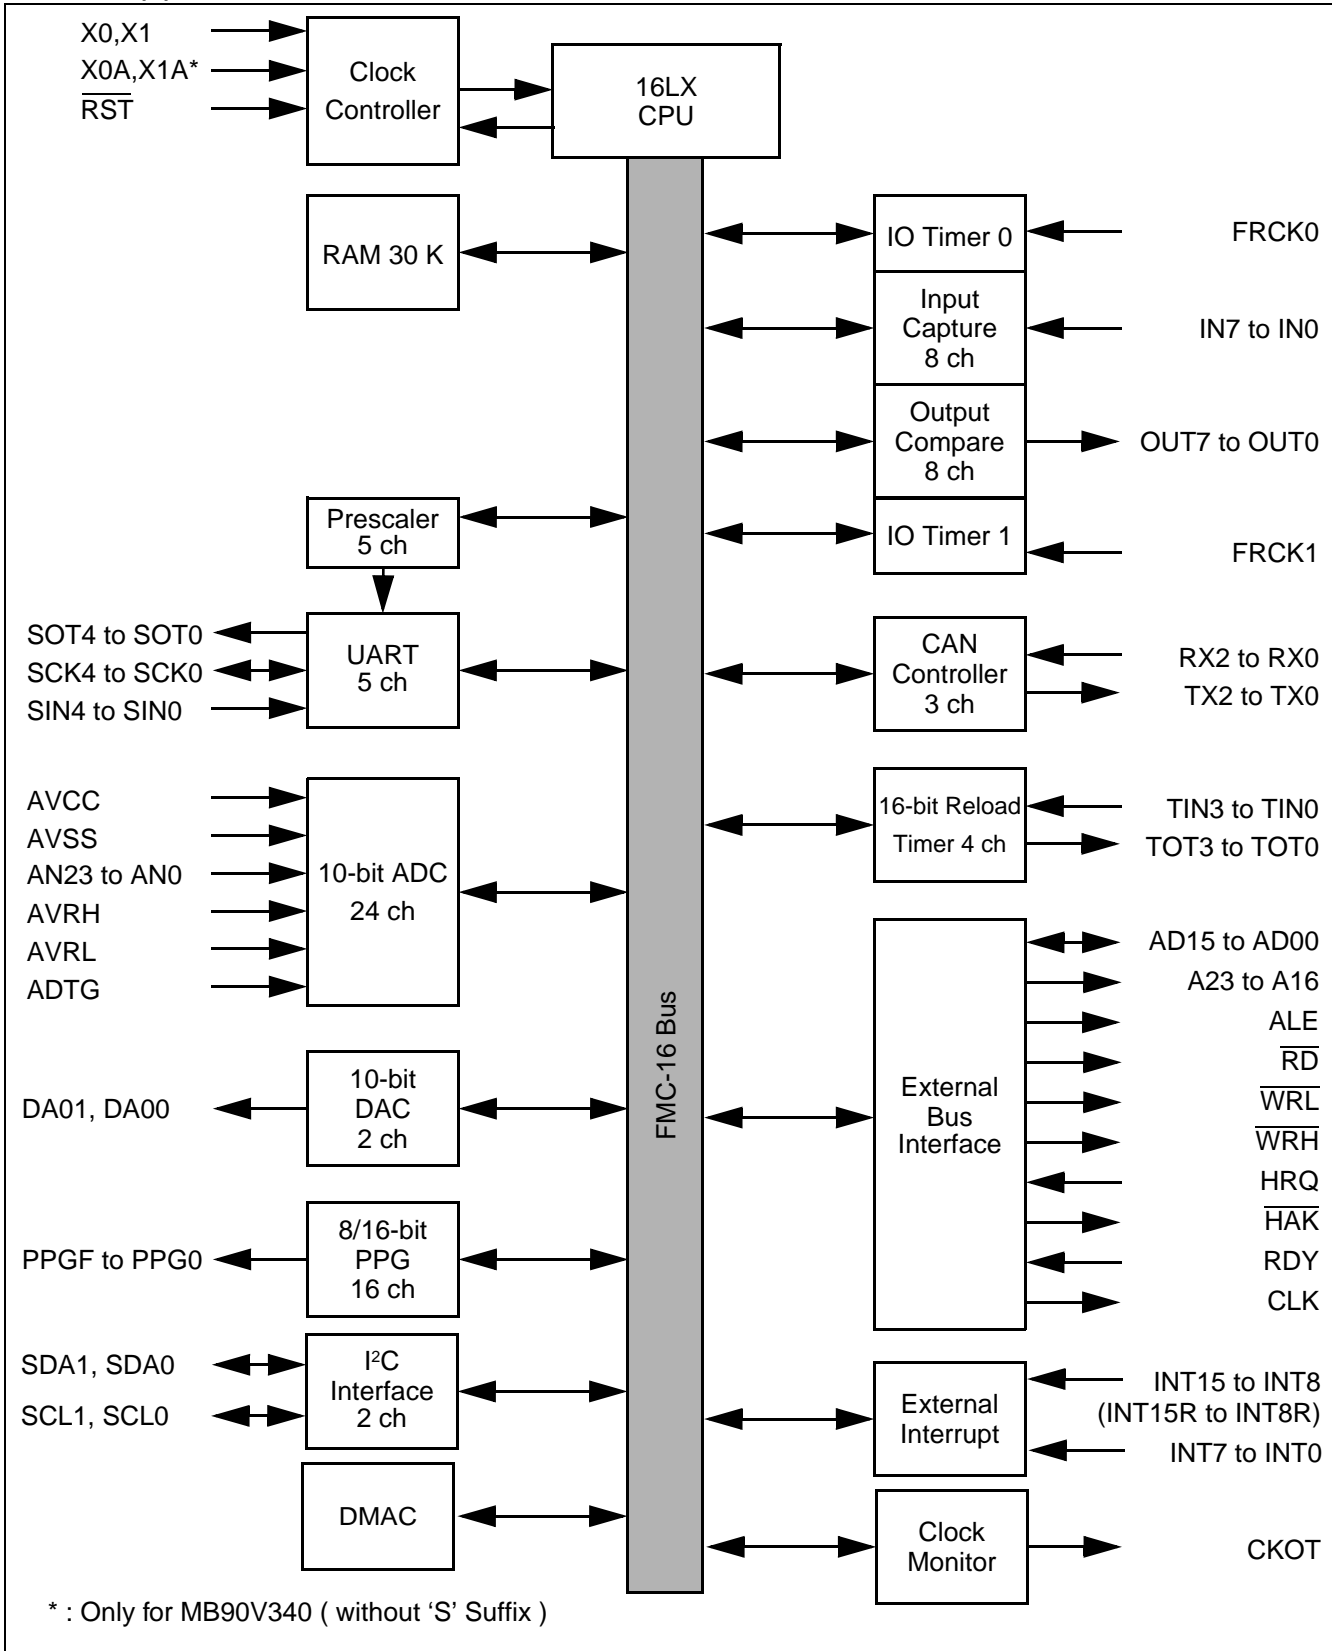 X0,X1
X0A,X1A*
RST
Clock
Controller
16LX
CPU
RAM 30 K
IO Timer 0
FRCK0
Input
Capture
8 ch
IN7 to IN0
Output
Compare
8 ch
OUT7 to OUT0
IO Timer 1
FRCK1
Prescaler
5 ch
SOT4 to SOT0
SCK4 to SCK0
SIN4 to SIN0
UART
5 ch
CAN
Controller
3 ch
RX2 to RX0
TX2 to TX0
AVCC
AVSS
AN23 to AN0
AVRH
AVRL
ADTG
10-bit ADC
24 ch
16-bit Reload
Timer 4 ch
TIN3 to TIN0
TOT3 to TOT0
FMC-16 Bus
DA01, DA00
10-bit
DAC
2 ch
External
Bus
Interface
AD15 to AD00
A23 to A16
ALE
RD
WRL
WRH
HRQ
HAK
RDY
CLK
PPGF to PPG0
8/16-bit
PPG
16 ch
SDA1, SDA0
SCL1, SCL0
I²C
Interface
2 ch
External
Interrupt
INT15 to INT8
(INT15R to INT8R)
INT7 to INT0
DMAC
Clock
Monitor
CKOT
* : Only for MB90V340 ( without ‘S’ Suffix )